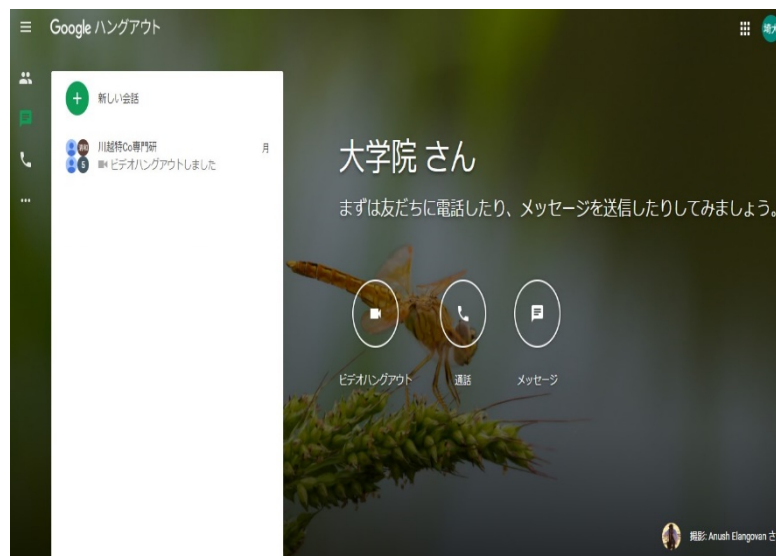 Google ハングアウト
新しい会話
川越特Co専門研
月
ビデオハングアウトしました
大学院 さん
まずは友だちに電話したり、メッセージを送信したりしてみましょう。
ビデオハングアウト
通話
メッセージ
撮影: Anush Elangovan さ